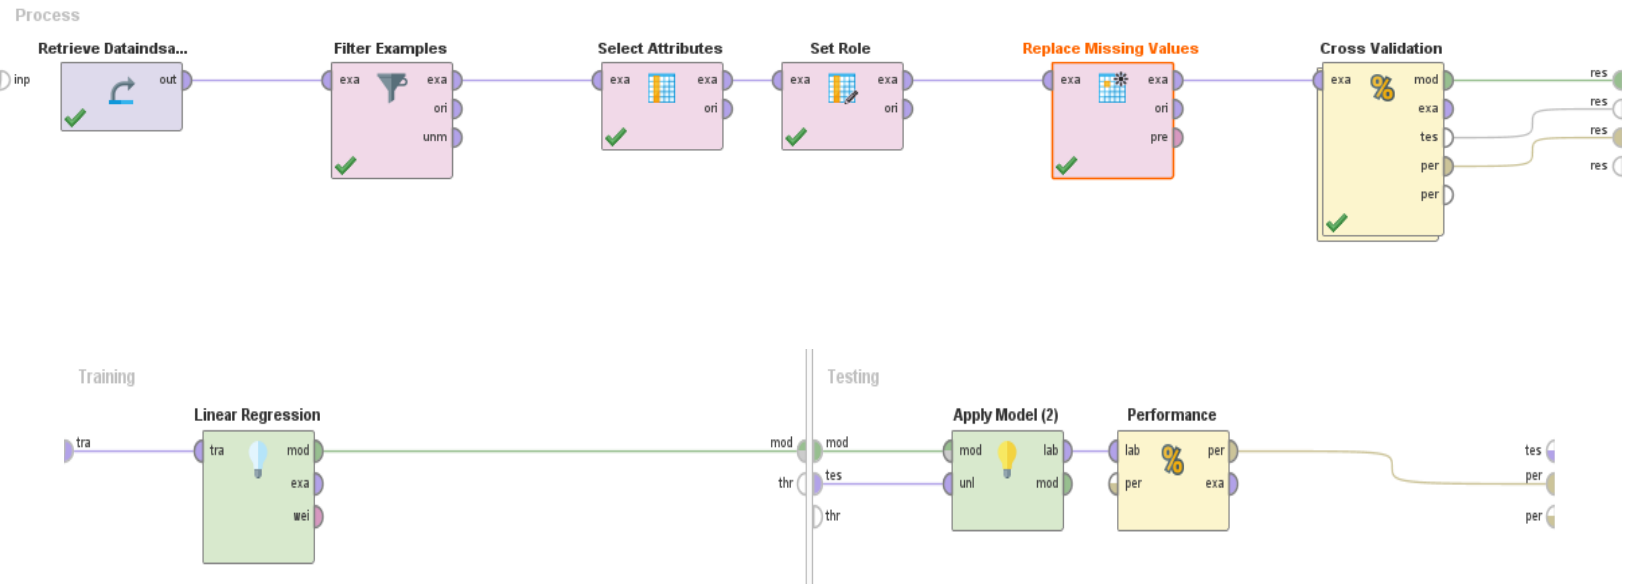 Process
Retrieve Dataindsa...
Filter Examples
Select Attributes
Set Role
Replace Missing Values
Cross Validation
inp
out
exa
exa
ori
unm
exa
exa
ori
exa
exa
ori
exa
exa
ori
pre
exa
mod
exa
tes
per
per
res
res
res
res
Training
Testing
Linear Regression
Apply Model (2)
Performance
tra
tra
mod
exa
wei
mod
thr
mod
tes
thr
mod
unl
lab
mod
lab
per
per
exa
tes
per
per